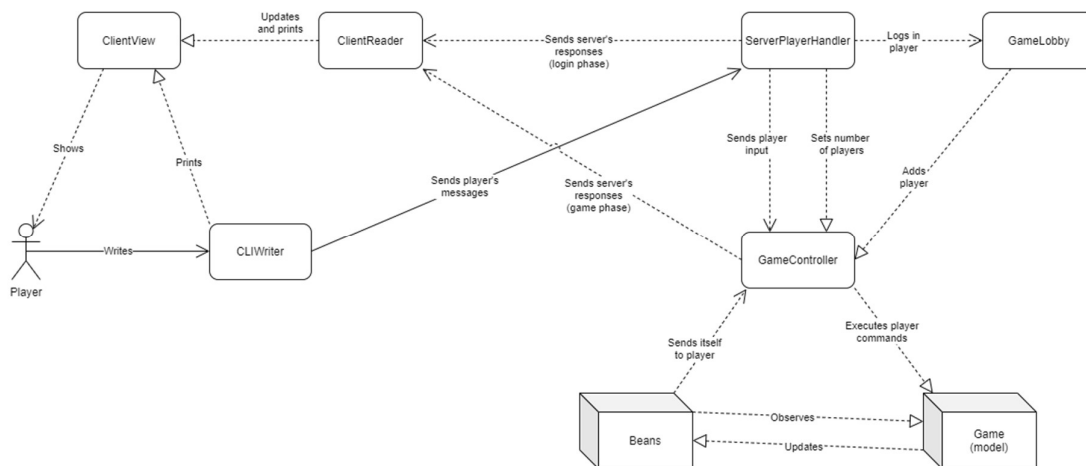 Updates
and prints
ClientView
ClientReader
Sends server's
responses
(login phase)
ServerPlayerHandler
Logs in
player
GameLobby
Shows
Prints
Sends player's
messages
Sends server's
responses
(game phase)
Sends player
input
Sets number
of players
Adds
player
Player
Writes
CLIWriter
GameController
Executes player
commands
Sends itself
to player
Beans
Observes
Updates
Game
(model)